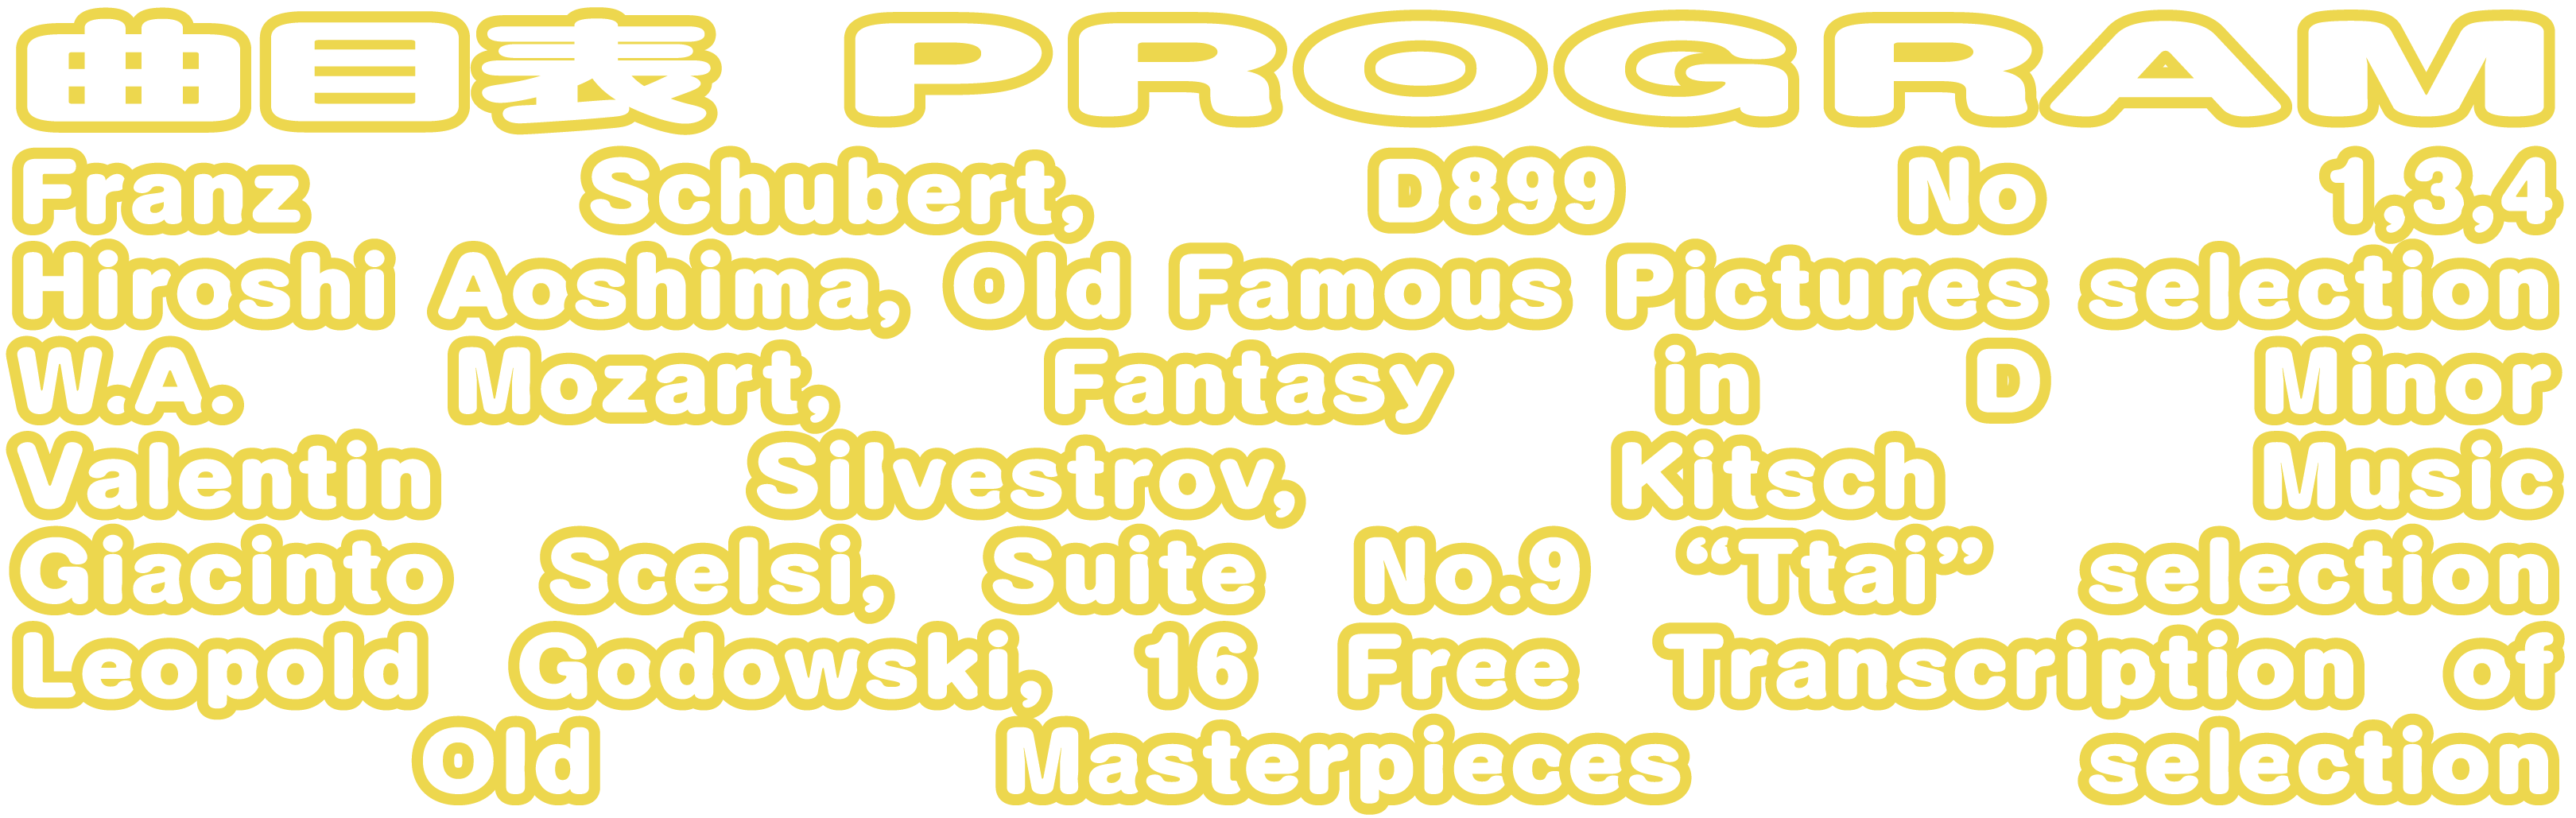 曲目表 PROGRAM
Franz Schubert, D899 No 1,3,4
Hiroshi Aoshima, Old Famous Pictures selection
W.A. Mozart, Fantasy in D Minor
Valentin Silvestrov, Kitsch Music
Giacinto Scelsi, Suite No.9 “Ttai” selection
Leopold Godowski, 16 Free Transcription of
Old Masterpieces selection